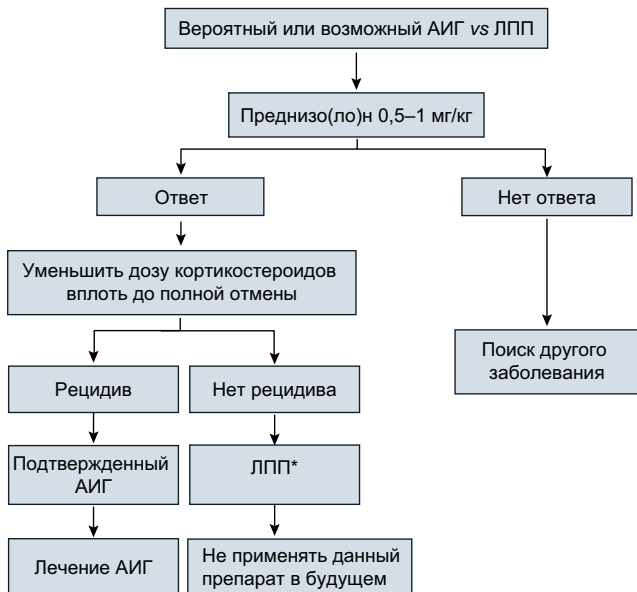 Вероятный или возможный АИГ vs ЛПП
Преднизо(ло)н 0,5–1 мг/кг
Ответ
Нет ответа
Уменьшить дозу кортикостероидов
вплоть до полной отмены
Поиск другого
заболевания
Рецидив
Нет рецидива
Подтвержденный
АИГ
ЛПП*
Лечение АИГ
Не применять данный
препарат в будущем